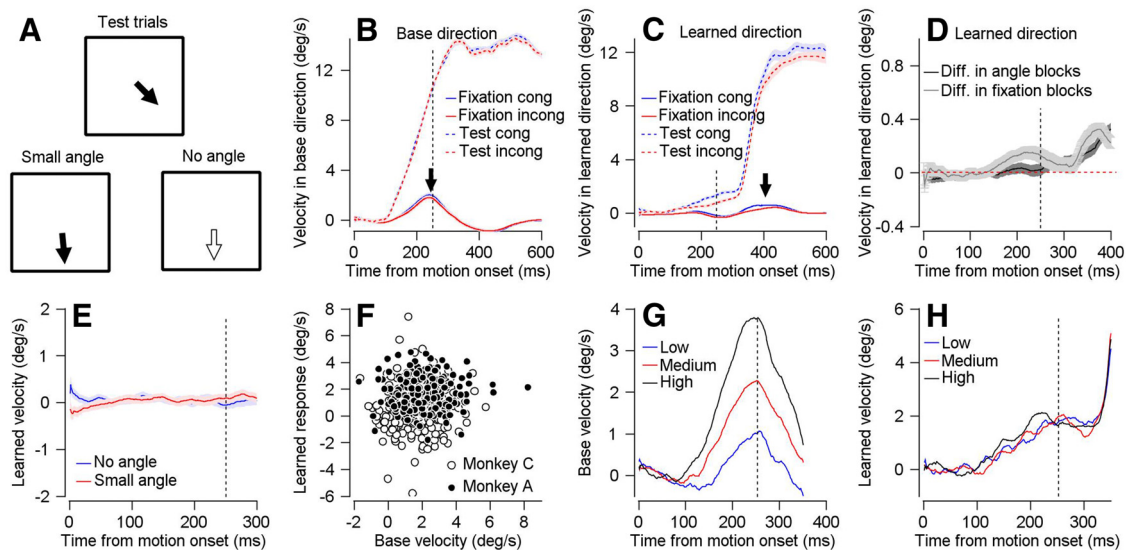 A
Test trials
Small angle
No angle
B
Base direction
Velocity in base direction (deg/s)
12
8
4
0
Fixation cong
Fixation incong
Test cong
Test incong
0
200
400
600
Time from motion onset (ms)
C
Learned direction
Velocity in learned direction (deg/s)
12
8
4
0
Fixation cong
Fixation incong
Test cong
Test incong
0
200
400
600
Time from motion onset (ms)
D
Learned direction
Velocity in learned direction (deg/s)
0.8
0.4
0
-0.4
Diff. in angle blocks
Diff. in fixation blocks
0
100
200
300
400
Time from motion onset (ms)
E
Learned velocity (deg/s)
2
1
0
-1
-2
No angle
Small angle
0
100
200
300
Time from motion onset (ms)
F
Learned response (deg/s)
8
6
4
2
0
-2
-4
-6
Monkey C
Monkey A
-2
0
2
4
6
8
Base velocity (deg/s)
G
Base velocity (deg/s)
4
3
2
1
0
Low
Medium
High
0
100
200
300
400
Time from motion onset (ms)
H
Learned velocity (deg/s)
6
4
2
0
Low
Medium
High
0
100
200
300
Time from motion onset (ms)